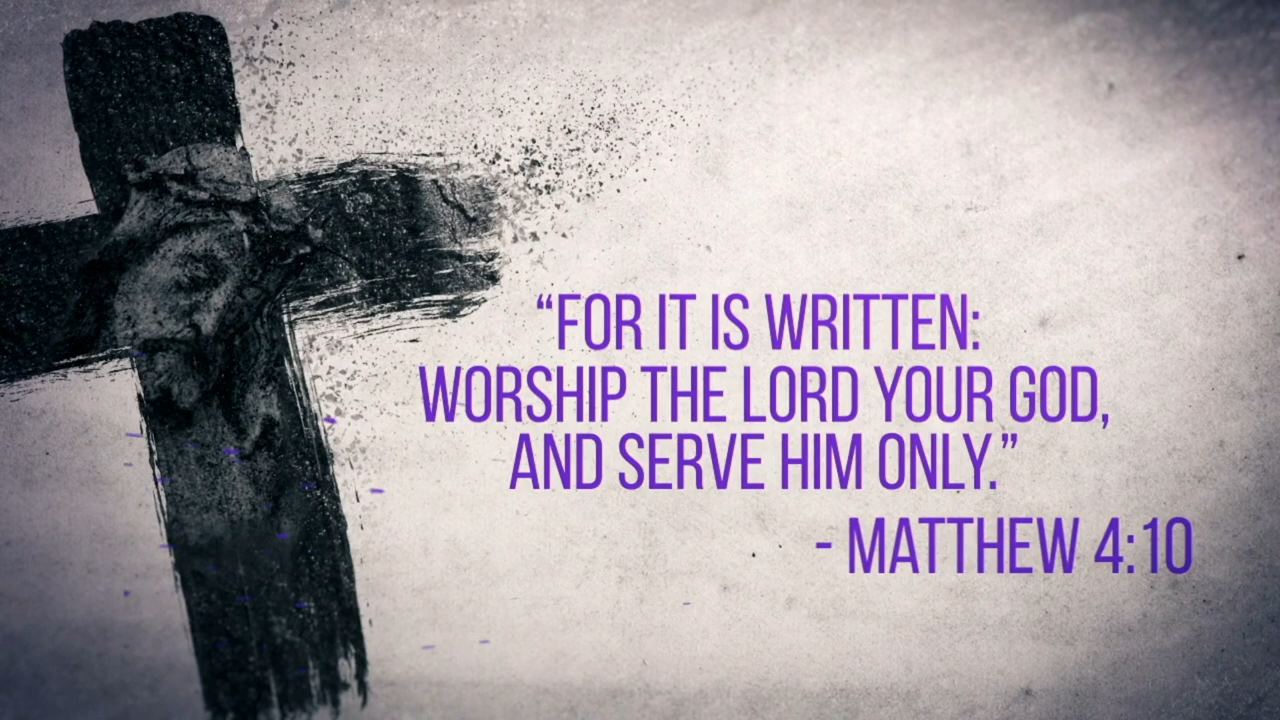 “FOR IT IS WRITTEN:
WORSHIP THE LORD YOUR GOD,
AND SERVE HIM ONLY.”
- MATTHEW 4:10